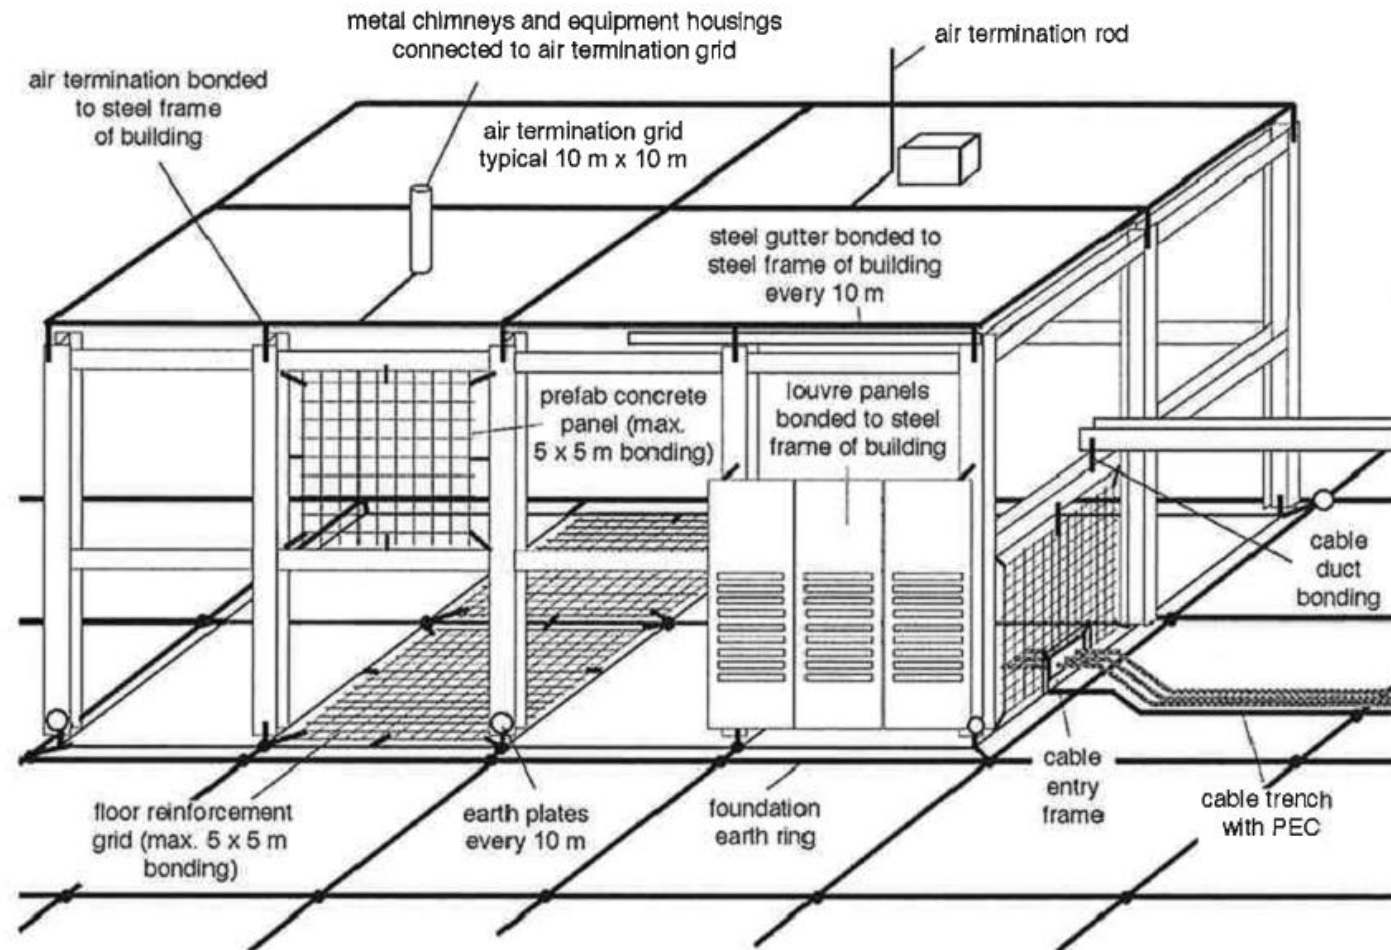 metal chimneys and equipment housings
connected to air termination grid
air termination rod
air termination bonded
to steel frame
of building
air termination grid
typical 10 m x 10 m
steel gutter bonded to
steel frame of building
every 10 m
prefab concrete
panel (max.
5 x 5 m bonding)
louvre panels
bonded to steel
frame of building
cable
duct
bonding
floor reinforcement
grid (max. 5 x 5 m
bonding)
earth plates
every 10 m
foundation
earth ring
cable
entry
frame
cable trench
with PEC